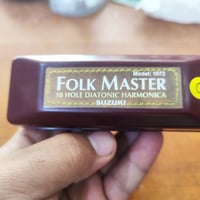 Model: 1072
FOLK MASTER
10 HOLE DIATONIC HARMONICA
SUZUKI